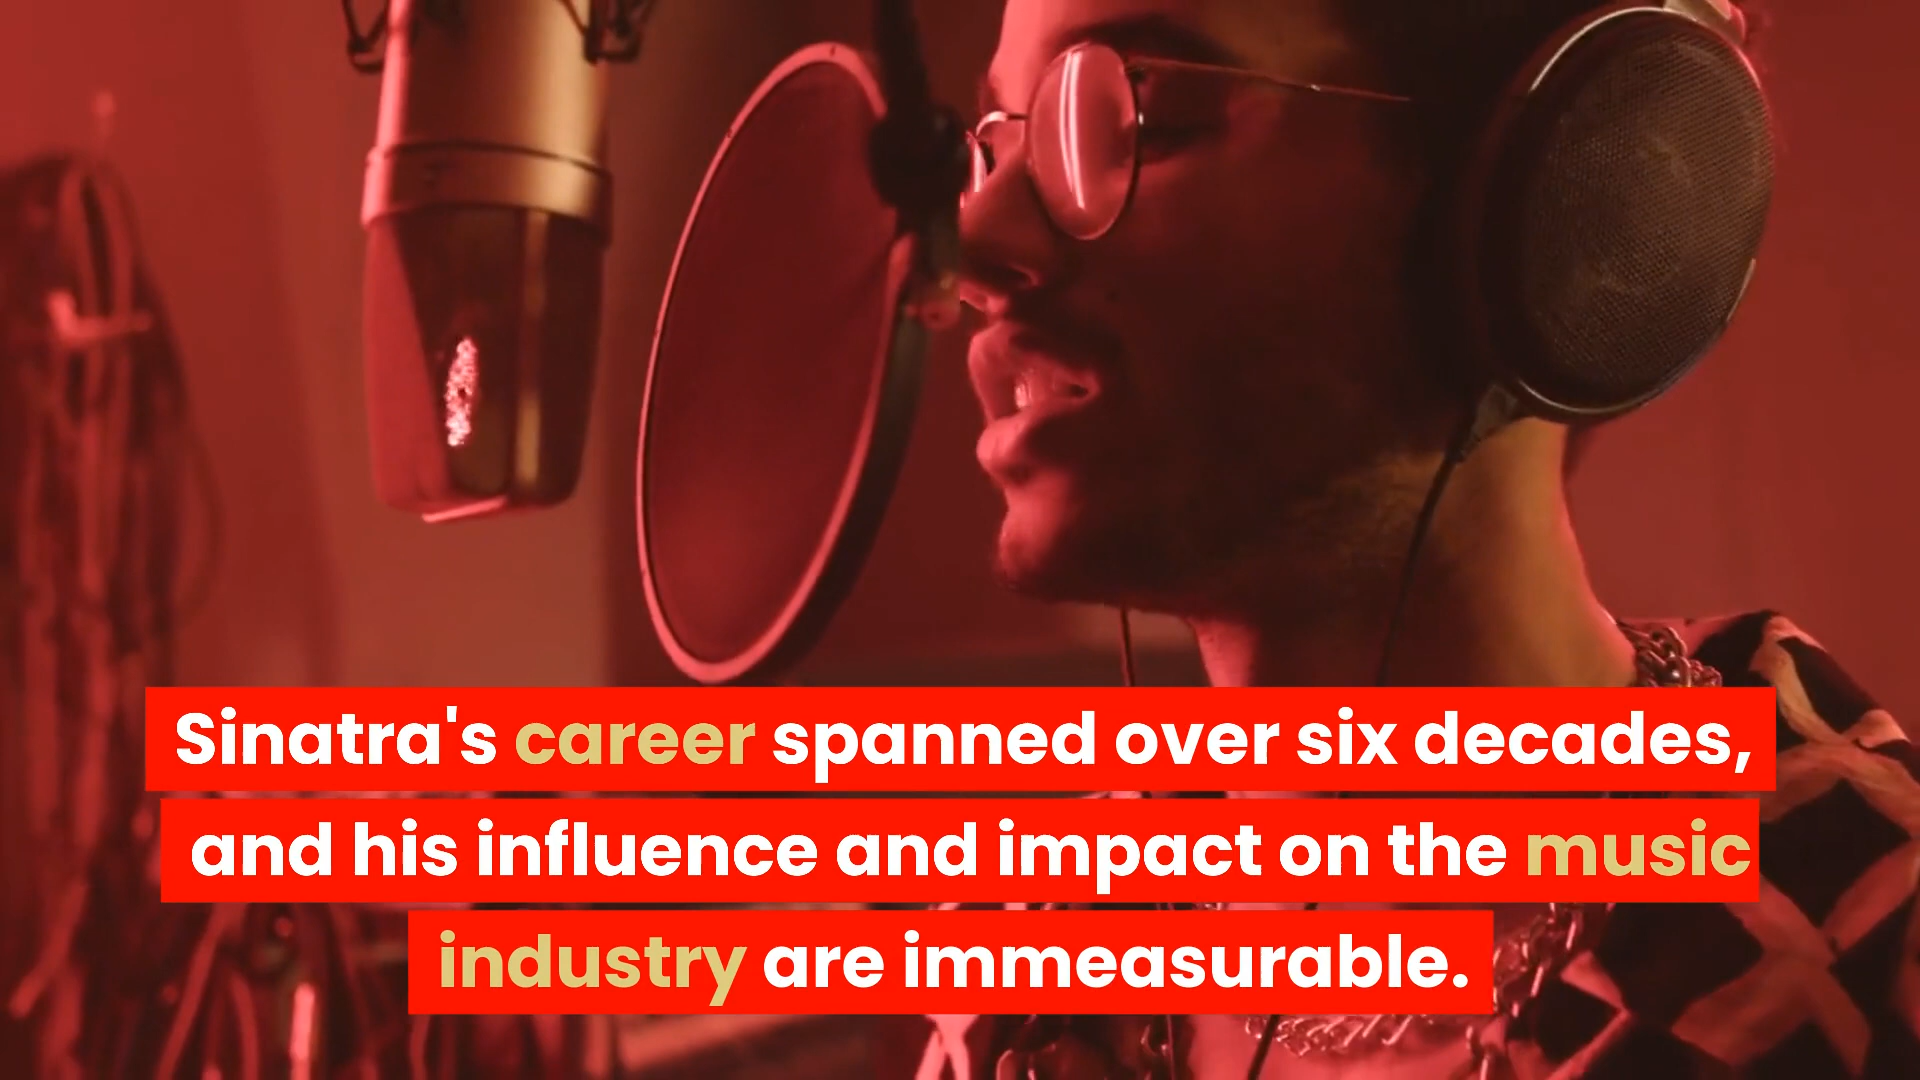 Sinatra's career spanned over six decades,
and his influence and impact on the music
industry are immeasurable.